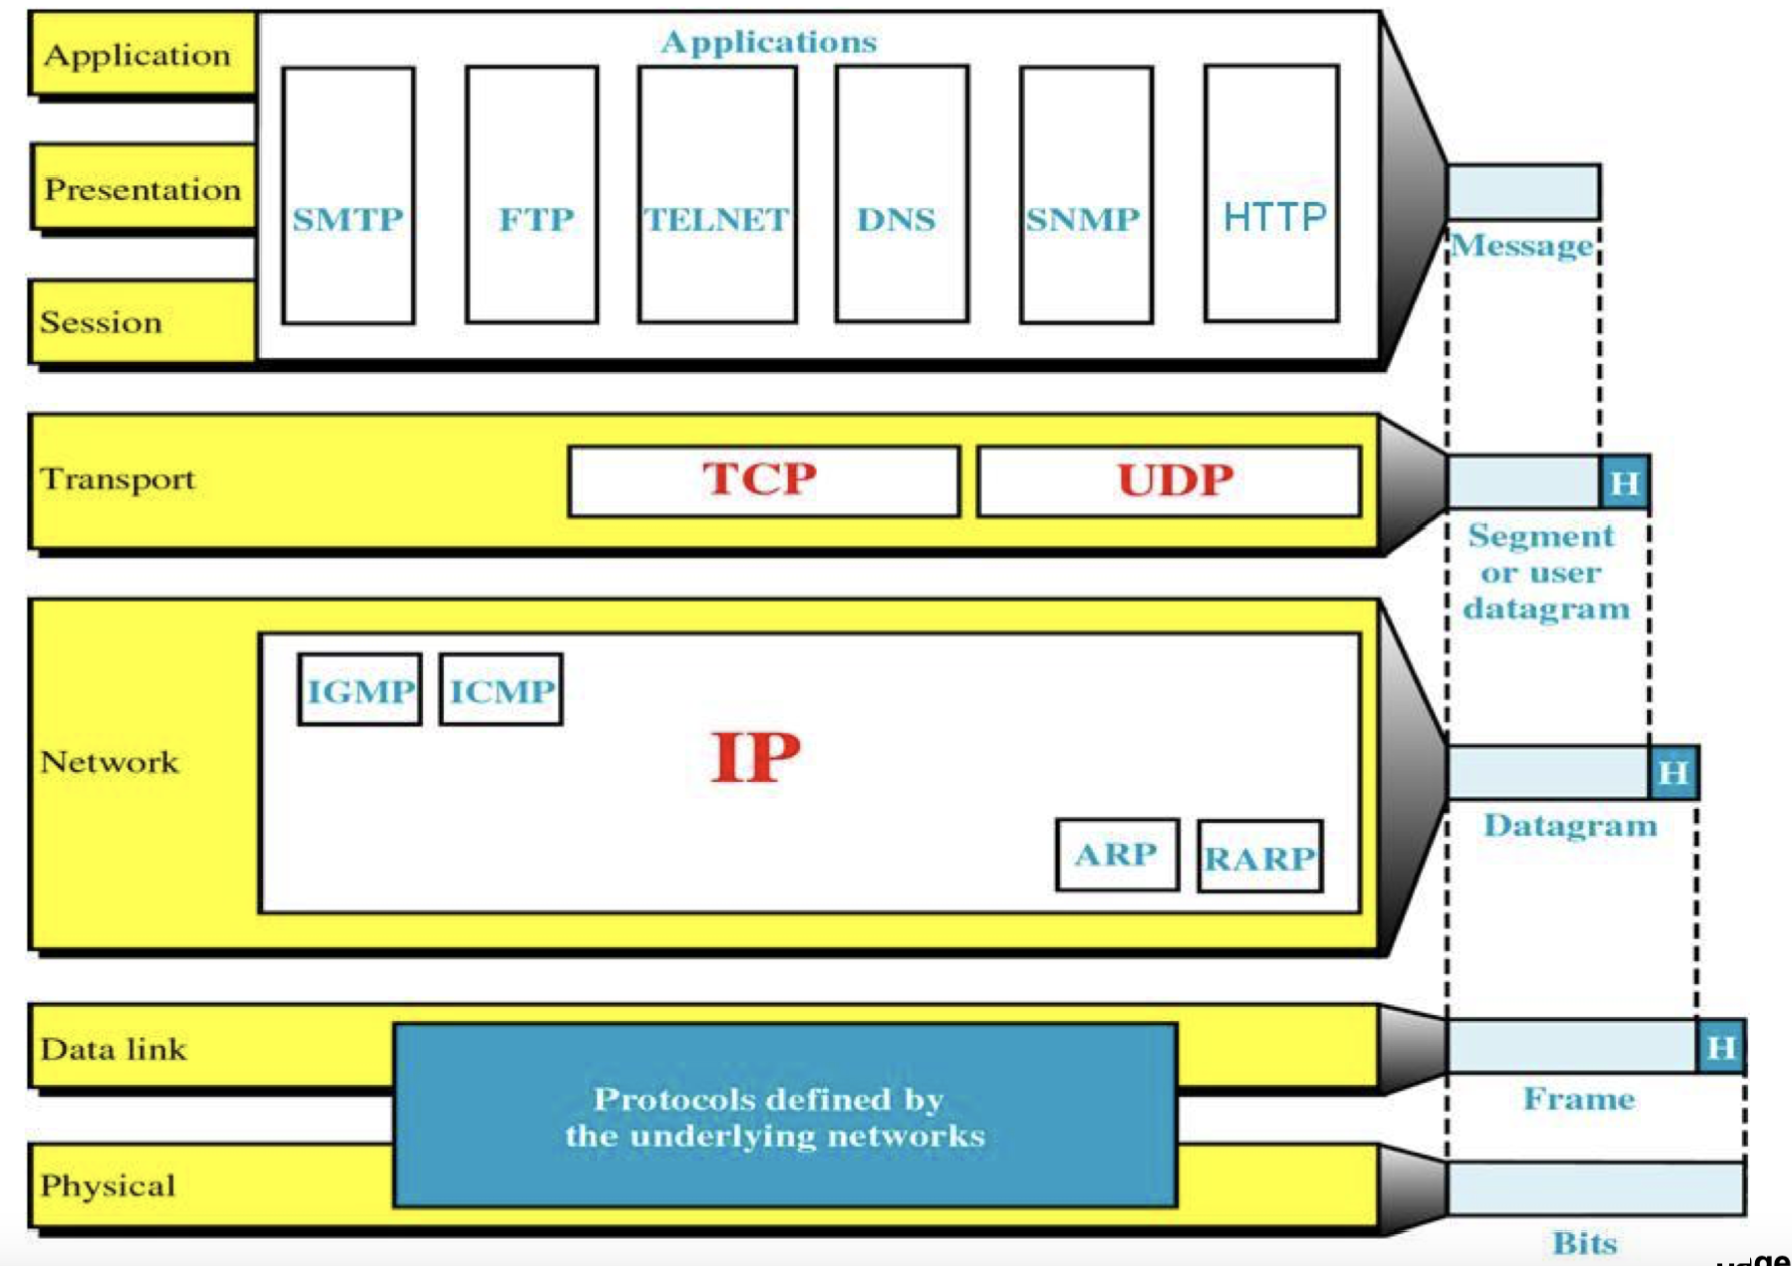 Application
Applications
Presentation
SMTP
FTP
TELNET
DNS
SNMP
HTTP
Message
Session
Transport
TCP
UDP
H
Segment
or user
datagram
Network
IGMP
ICMP
IP
ARP
RARP
H
Datagram
Data link
H
Frame
Protocols defined by
the underlying networks
Physical
Bits